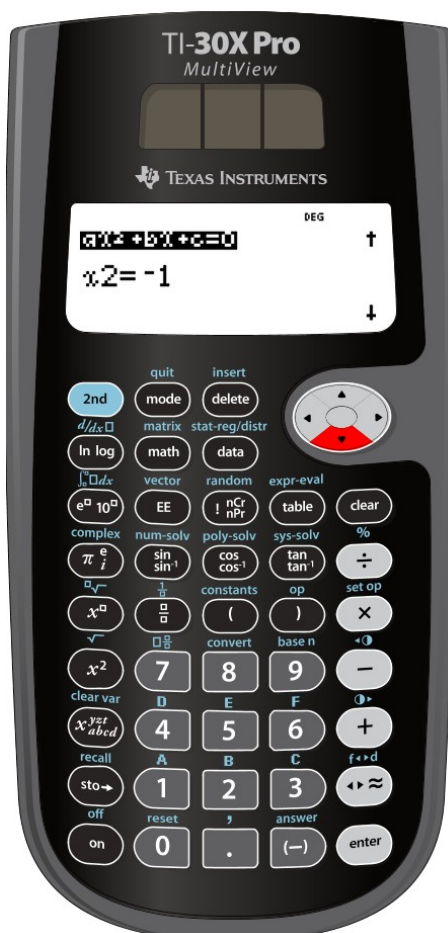 TI-30X Pro
MultiView
TEXAS INSTRUMENTS
DEG
ax²+bx+c=0 ↑
x2= -1
↓
quit insert
2nd mode delete
d/dx□ matrix stat-reg/distr
ln log math data
∫□dx vector random expr-eval
e□ 10□ EE ! nCr nPr table clear
complex num-solv poly-solv sys-solv %
π e i sin sin-1 cos cos-1 tan tan-1 ÷
□√ 1/□ constants op set op
x□ □/□ ( ) ×
√ □□/□ convert base n ◂◑
x² 7 8 9 −
clear var D E F ◑▸
x yzt abcd 4 5 6 +
recall A B C f◂▸d
sto→ 1 2 3 ◂▸≈
off reset , answer
on 0 . (−) enter